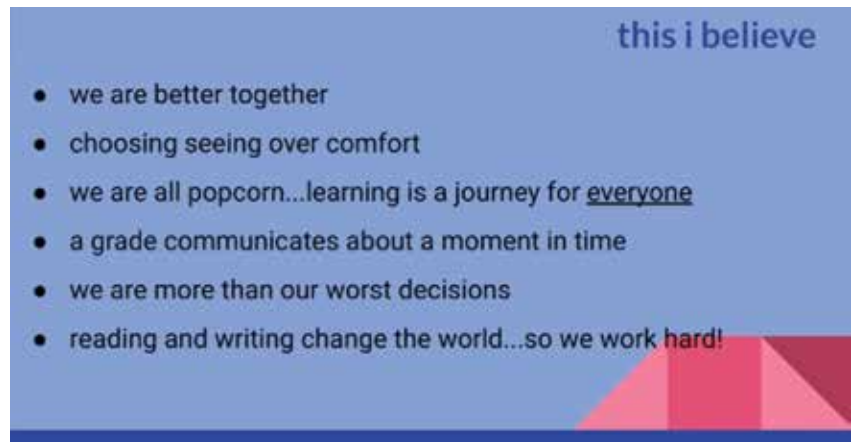 this i believe
● we are better together
● choosing seeing over comfort
● we are all popcorn...learning is a journey for everyone
● a grade communicates about a moment in time
● we are more than our worst decisions
● reading and writing change the world...so we work hard!